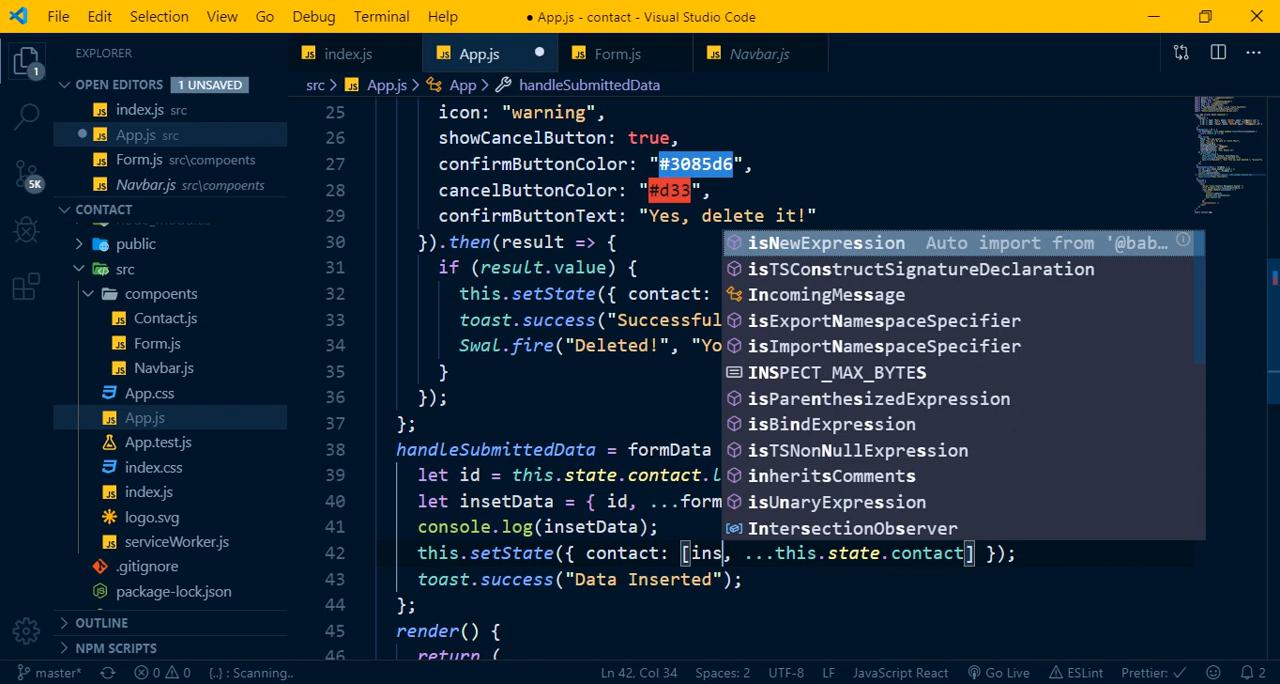 File Edit Selection View Go Debug Terminal Help ● App.js - contact - Visual Studio Code
EXPLORER
OPEN EDITORS 1 UNSAVED
index.js src
App.js src
Form.js src\compoents
Navbar.js src\compoents
CONTACT
node_modules
public
src
compoents
Contact.js
Form.js
Navbar.js
App.css
App.js
App.test.js
index.css
index.js
logo.svg
serviceWorker.js
.gitignore
package-lock.json
OUTLINE
NPM SCRIPTS
1
5K
index.js App.js Form.js Navbar.js
src > App.js > App > handleSubmittedData
25 icon: "warning",
26 showCancelButton: true,
27 confirmButtonColor: "#3085d6",
28 cancelButtonColor: "#d33",
29 confirmButtonText: "Yes, delete it!"
30 }).then(result => {
31 if (result.value) {
32 this.setState({ contact:
33 toast.success("Successful
34 Swal.fire("Deleted!", "Yo
35 }
36 });
37 };
38 handleSubmittedData = formData
39 let id = this.state.contact.l
40 let insetData = { id, ...form
41 console.log(insetData);
42 this.setState({ contact: [ins, ...this.state.contact] });
43 toast.success("Data Inserted");
44 };
45 render() {
46 return (
isNewExpression Auto import from '@bab…
isTSConstructSignatureDeclaration
IncomingMessage
isExportNamespaceSpecifier
isImportNamespaceSpecifier
INSPECT_MAX_BYTES
isParenthesizedExpression
isBindExpression
isTSNonNullExpression
inheritsComments
isUnaryExpression
IntersectionObserver
master* 0 0 {..} : Scanning.. Ln 42, Col 34 Spaces: 2 UTF-8 LF JavaScript React Go Live ESLint Prettier: ✓ 2